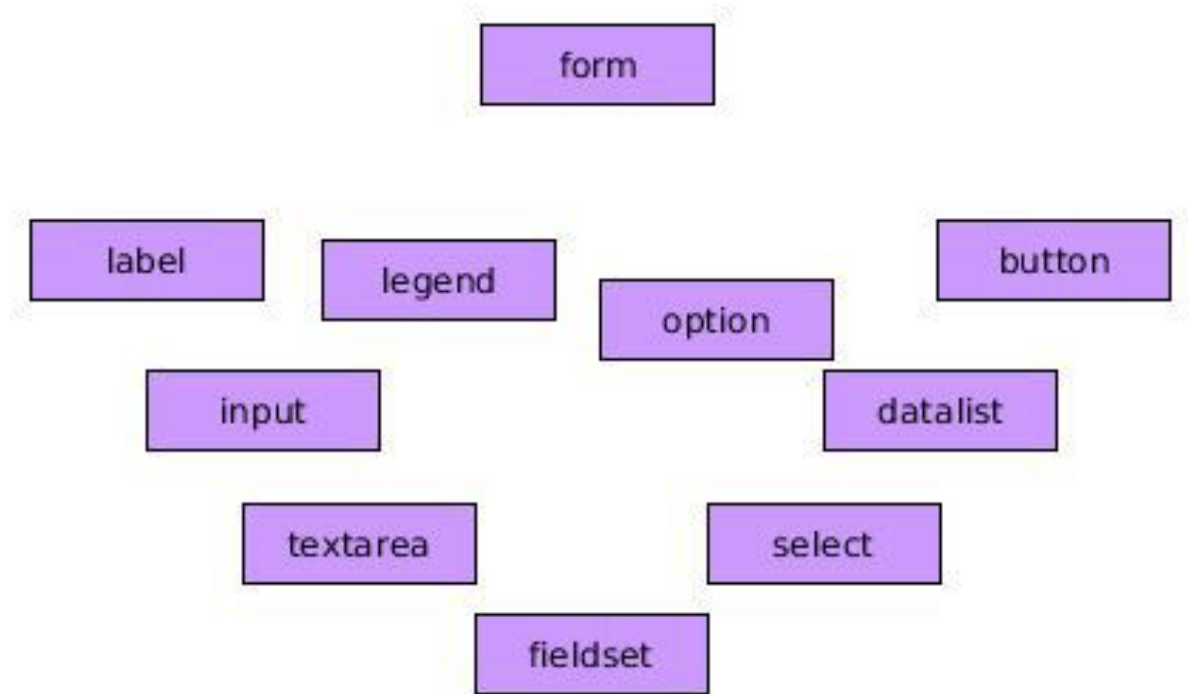 form
label
legend
option
button
input
datalist
textarea
select
fieldset